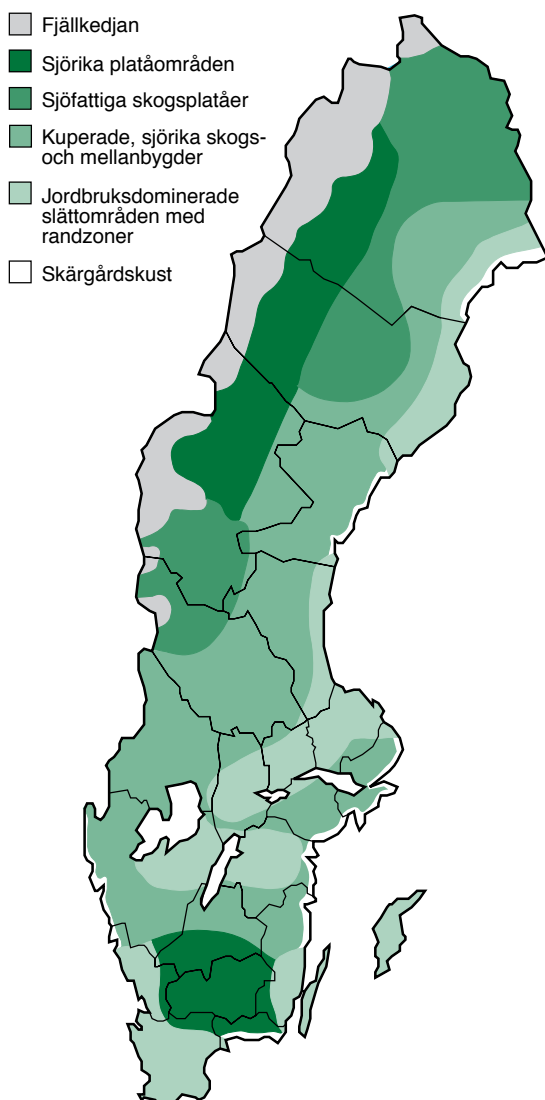 Fjällkedjan
Sjörika platåområden
Sjöfattiga skogsplatåer
Kuperade, sjörika skogs-
och mellanbygder
Jordbruksdominerade
slättområden med
randzoner
Skärgårdskust